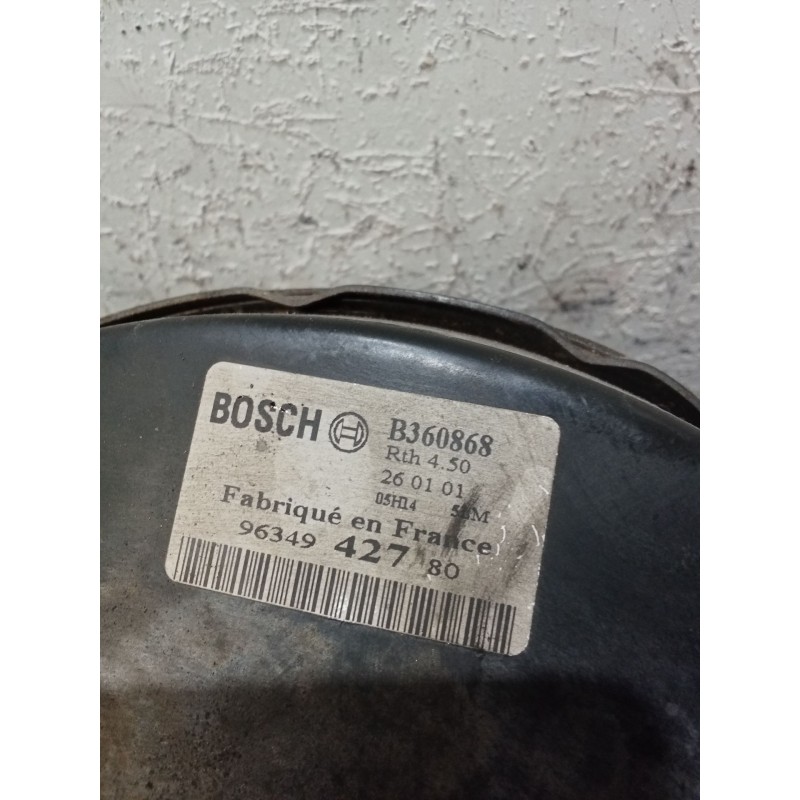 BOSCH B360868
Rth 4.50
26 01 01
05H14
Fabriqué en France
96349 427 80